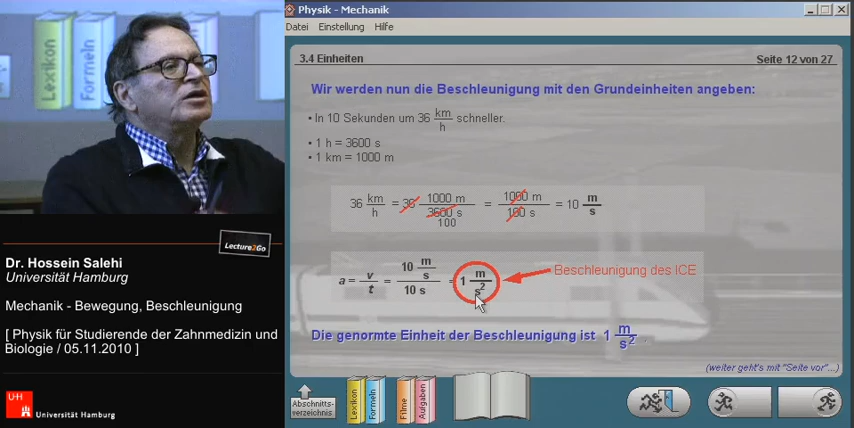 Lexikon
Formeln
Lecture2Go
Dr. Hossein Salehi
Universität Hamburg
Mechanik - Bewegung, Beschleunigung
[ Physik für Studierende der Zahnmedizin und
Biologie / 05.11.2010 ]
UH
Universität Hamburg
Physik - Mechanik
Datei Einstellung Hilfe
3.4 Einheiten Seite 12 von 27
Wir werden nun die Beschleunigung mit den Grundeinheiten angeben:
• In 10 Sekunden um 36 km/h schneller.
• 1 h = 3600 s
• 1 km = 1000 m
36 km/h = 36 1000 m / 3600 s = 1000 m / 100 s = 10 m/s
100
a = v/t = 10 m/s / 10 s = 1 m/s²
Beschleunigung des ICE
Die genormte Einheit der Beschleunigung ist 1 m/s²
(weiter geht's mit "Seite vor"...)
Abschnitts-
verzeichnis
Lexikon
Formeln
Filme
Aufgaben